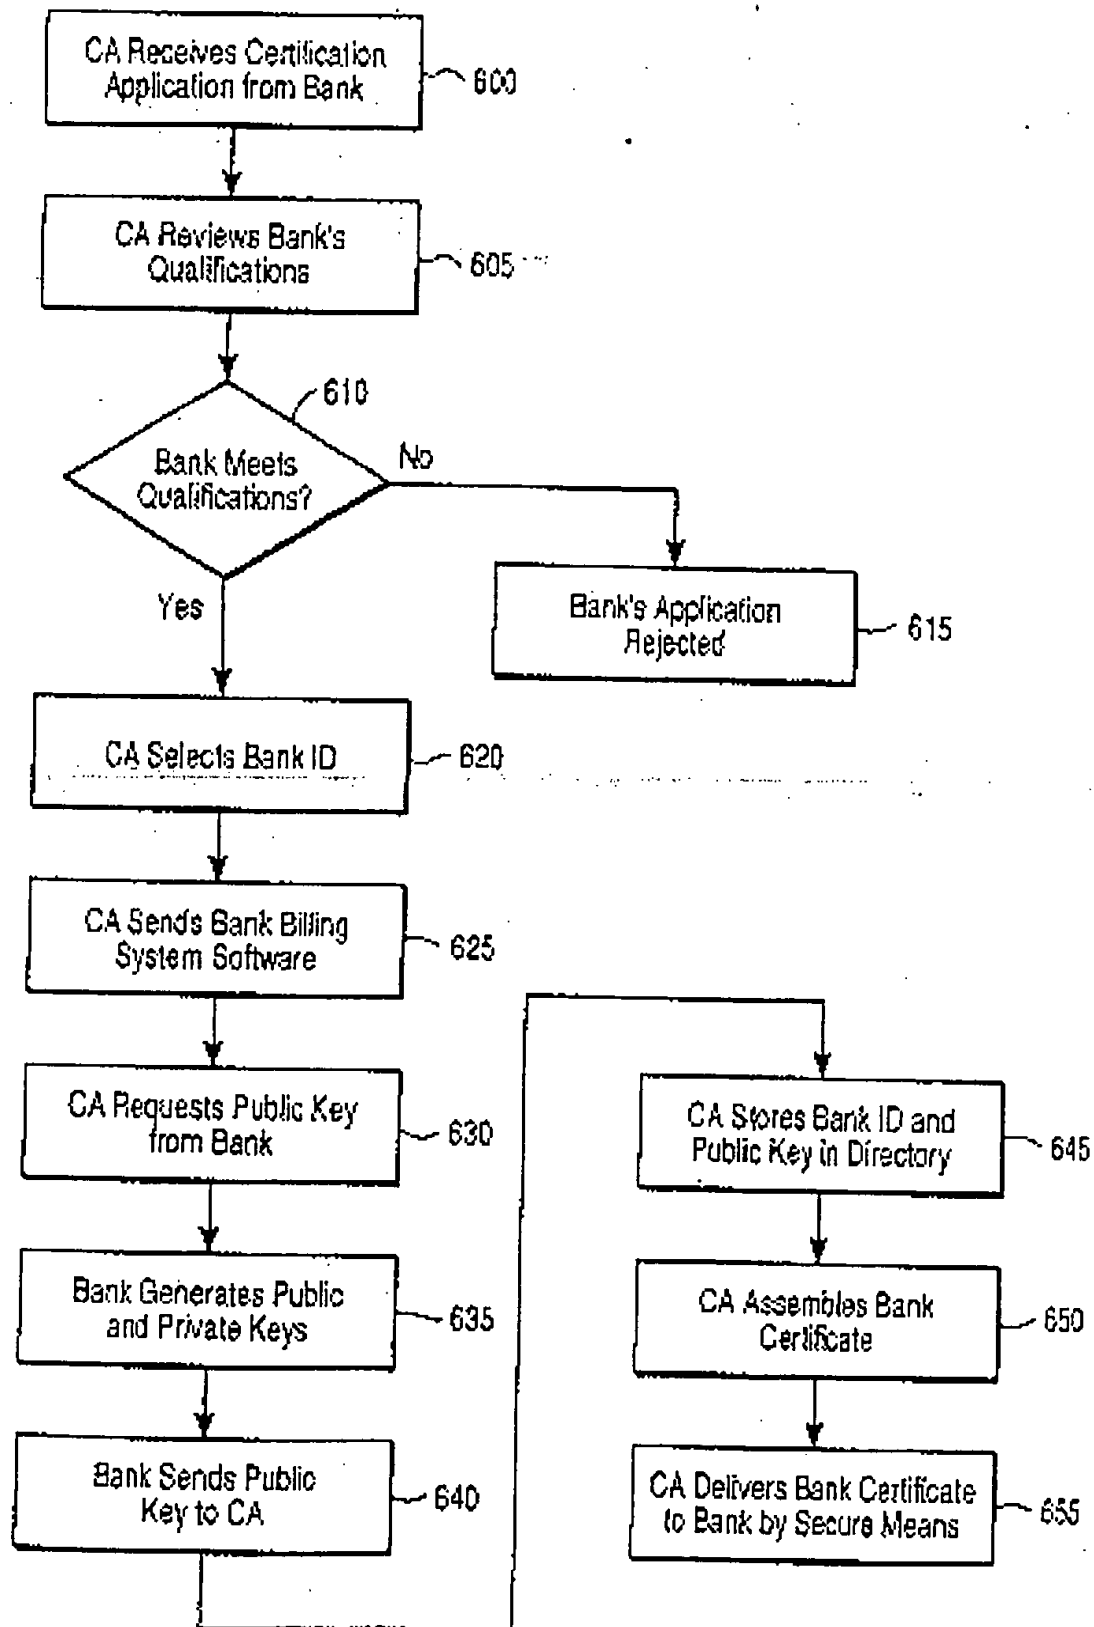 CA Receives Certification
Application from Bank
600
CA Reviews Bank's
Qualifications
605
610
Bank Meets
Qualifications?
No
Yes
Bank's Application
Rejected
615
CA Selects Bank ID
620
CA Sends Bank Billing
System Software
625
CA Requests Public Key
from Bank
630
Bank Generates Public
and Private Keys
635
Bank Sends Public
Key to CA
640
CA Stores Bank ID and
Public Key in Directory
645
CA Assembles Bank
Certificate
650
CA Delivers Bank Certificate
to Bank by Secure Means
655